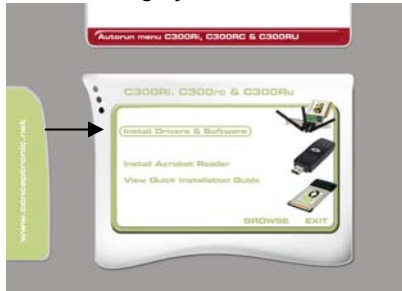 Autorun menu C300Ri, C300RC & C300RU
C300Ri, C300rc & C300Ru
Install Drivers & Software
Install Acrobat Reader
View Quick Installation Guide
BROWSE EXIT
www.conceptronic.net